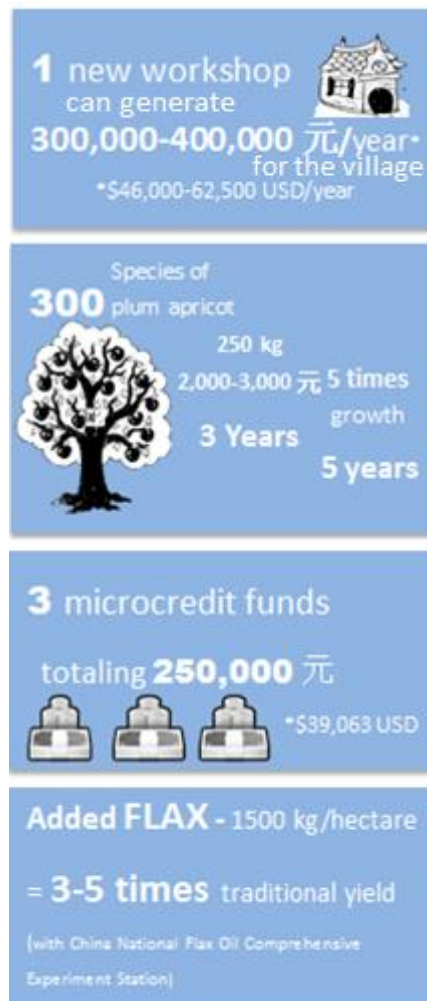 1 new workshop
can generate
300,000-400,000 元/year*
for the village
*$46,000-62,500 USD/year
Species of
300 plum apricot
250 kg
2,000-3,000 元 5 times
growth
3 Years
5 years
3 microcredit funds
totaling 250,000 元
*$39,063 USD
Added FLAX - 1500 kg/hectare
= 3-5 times traditional yield
(with China National Flax Oil Comprehensive
Experiment Station)